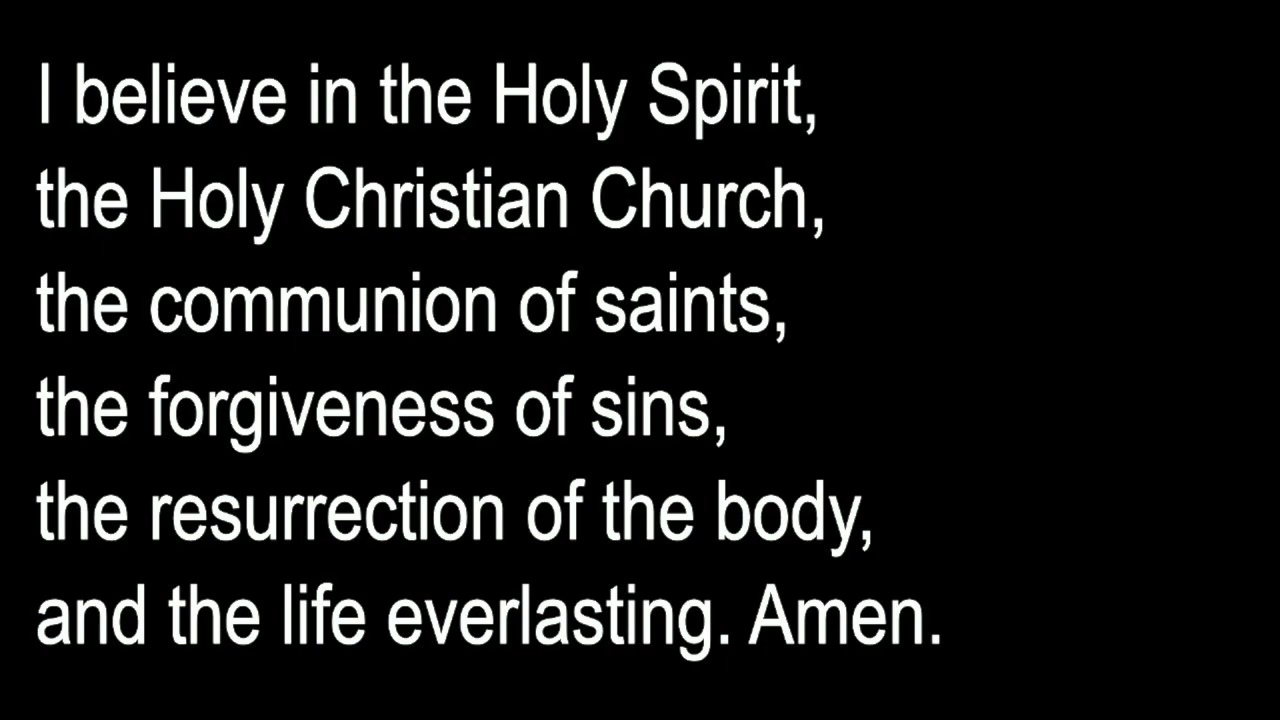 I believe in the Holy Spirit,
the Holy Christian Church,
the communion of saints,
the forgiveness of sins,
the resurrection of the body,
and the life everlasting. Amen.